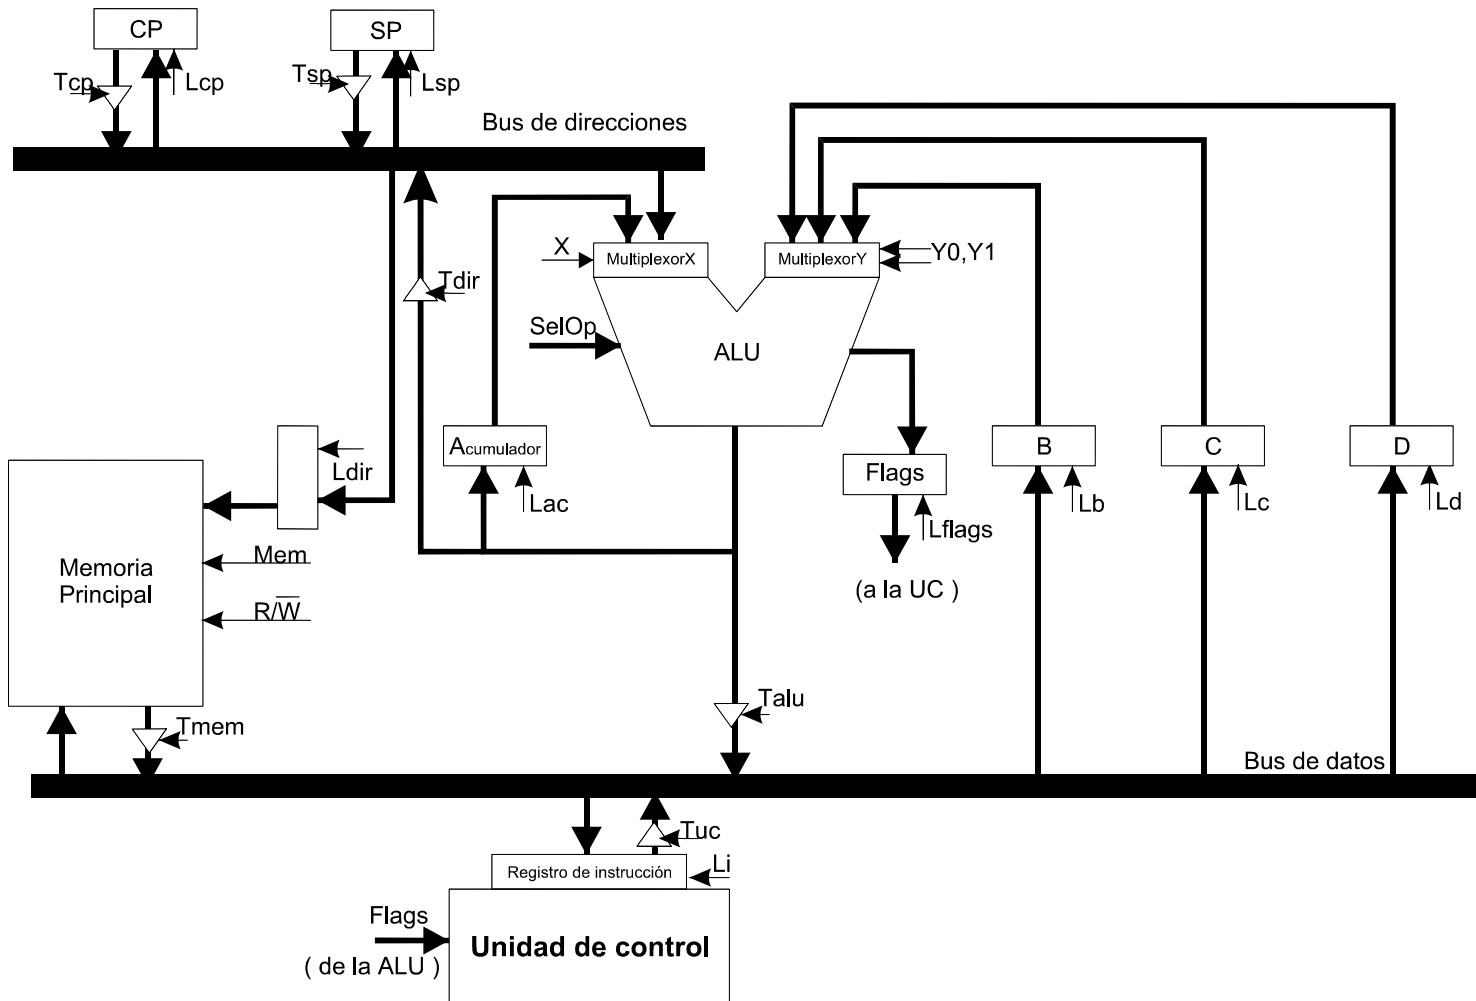 CP
SP
Tcp
Lcp
Tsp
Lsp
Bus de direcciones
X
MultiplexorX
MultiplexorY
Y0,Y1
Tdir
SelOp
ALU
Ldir
Acumulador
Lac
Flags
Lflags
(a la UC )
B
Lb
C
Lc
D
Ld
Memoria
Principal
Mem
R/W̅
Tmem
Talu
Bus de datos
Tuc
Registro de instrucción
Li
Flags
( de la ALU )
Unidad de control